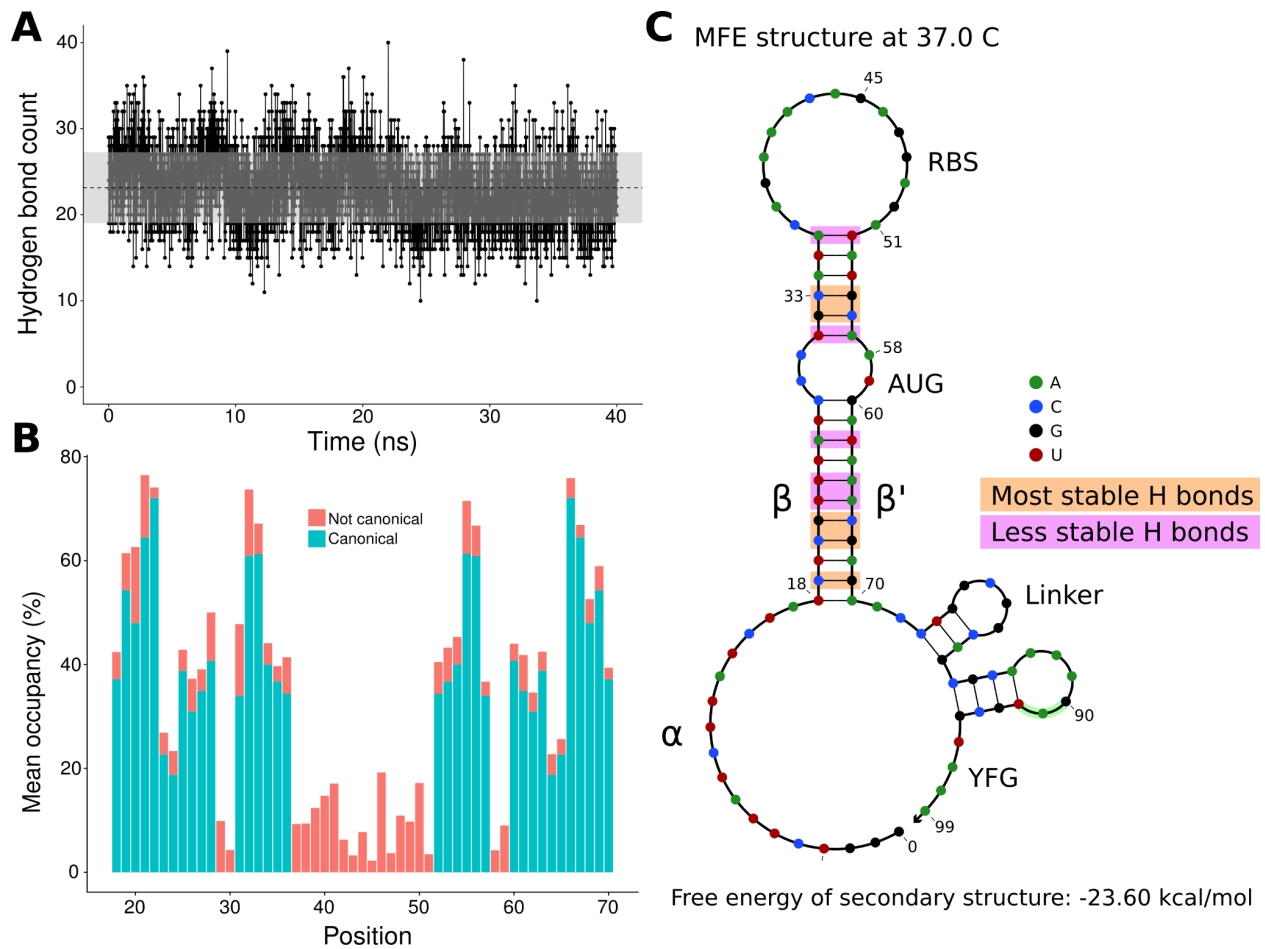 A
Hydrogen bond count
40
30
20
10
0
0 10 20 30 40
Time (ns)
B
Mean occupancy (%)
80
60
40
20
0
Not canonical
Canonical
20 30 40 50 60 70
Position
C
MFE structure at 37.0 C
45
RBS
51
33
58
AUG
60
A
C
G
U
β
β'
Most stable H bonds
Less stable H bonds
18
70
Linker
90
α
YFG
99
0
Free energy of secondary structure: -23.60 kcal/mol